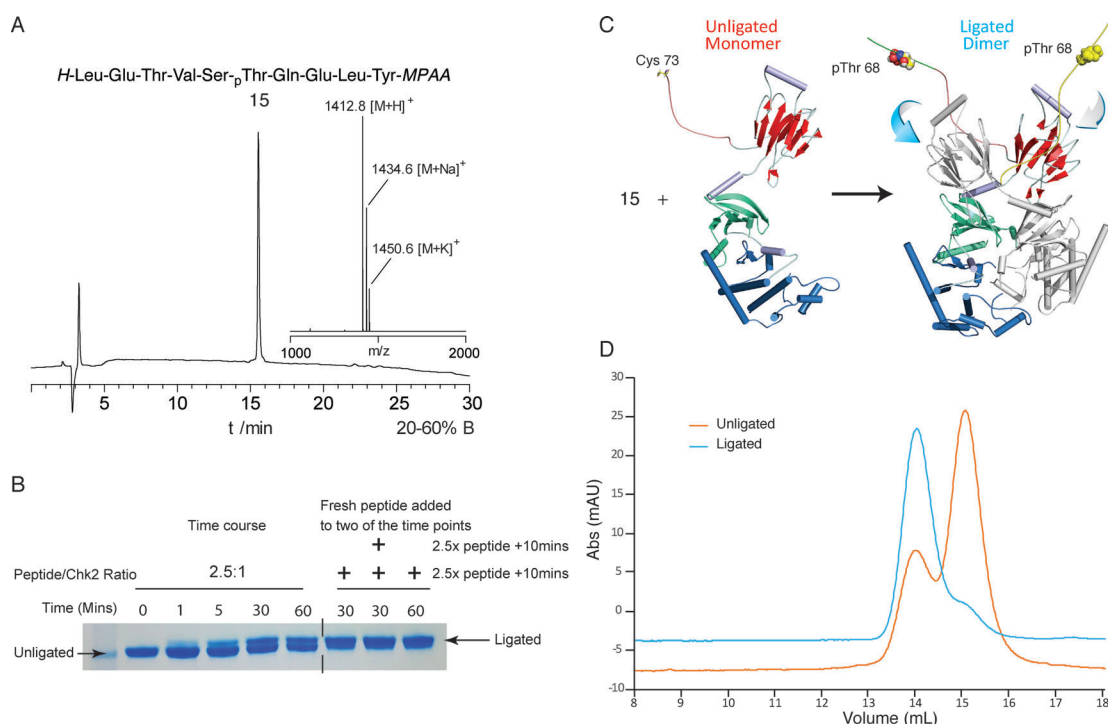 A
H-Leu-Glu-Thr-Val-Ser-pThr-Gln-Glu-Leu-Tyr-MPAA
15
1412.8 [M+H]+
1434.6 [M+Na]+
1450.6 [M+K]+
1000 m/z 2000
5 10 15 20 25 30
t /min 20-60% B
B
Fresh peptide added
to two of the time points
Time course
+ 2.5x peptide +10mins
Peptide/Chk2 Ratio 2.5:1 + + + 2.5x peptide +10mins
Time (Mins) 0 1 5 30 60 30 30 60
Unligated
Ligated
C
Unligated
Monomer
Ligated
Dimer
Cys 73
pThr 68
pThr 68
15 +
D
Unligated
Ligated
Abs (mAU)
30
25
20
15
10
5
0
-5
-10
8 9 10 11 12 13 14 15 16 17 18
Volume (mL)